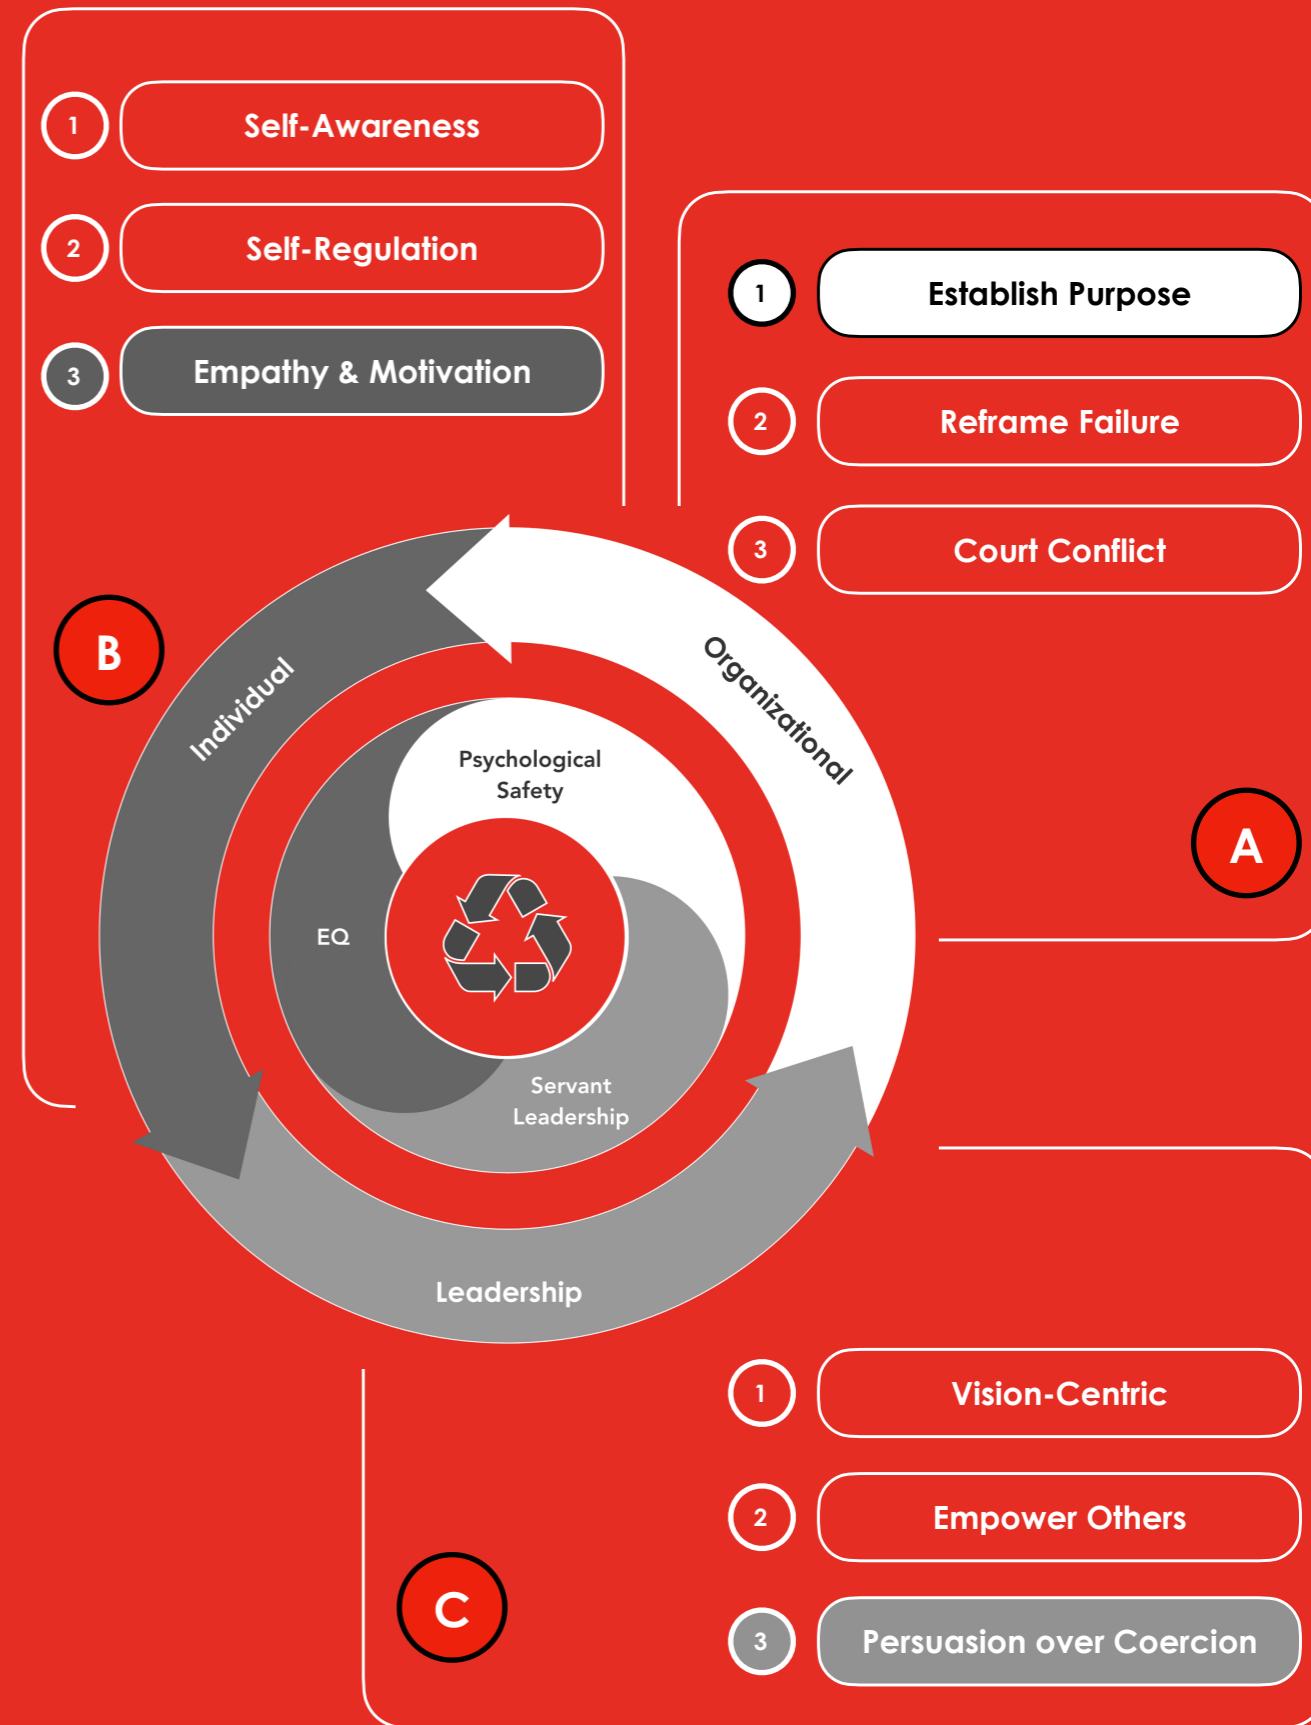 1
Self-Awareness
2
Self-Regulation
3
Empathy & Motivation
1
Establish Purpose
2
Reframe Failure
3
Court Conflict
B
Individual
Organizational
A
Psychological
Safety
EQ
Servant
Leadership
Leadership
1
Vision-Centric
2
Empower Others
3
Persuasion over Coercion
C